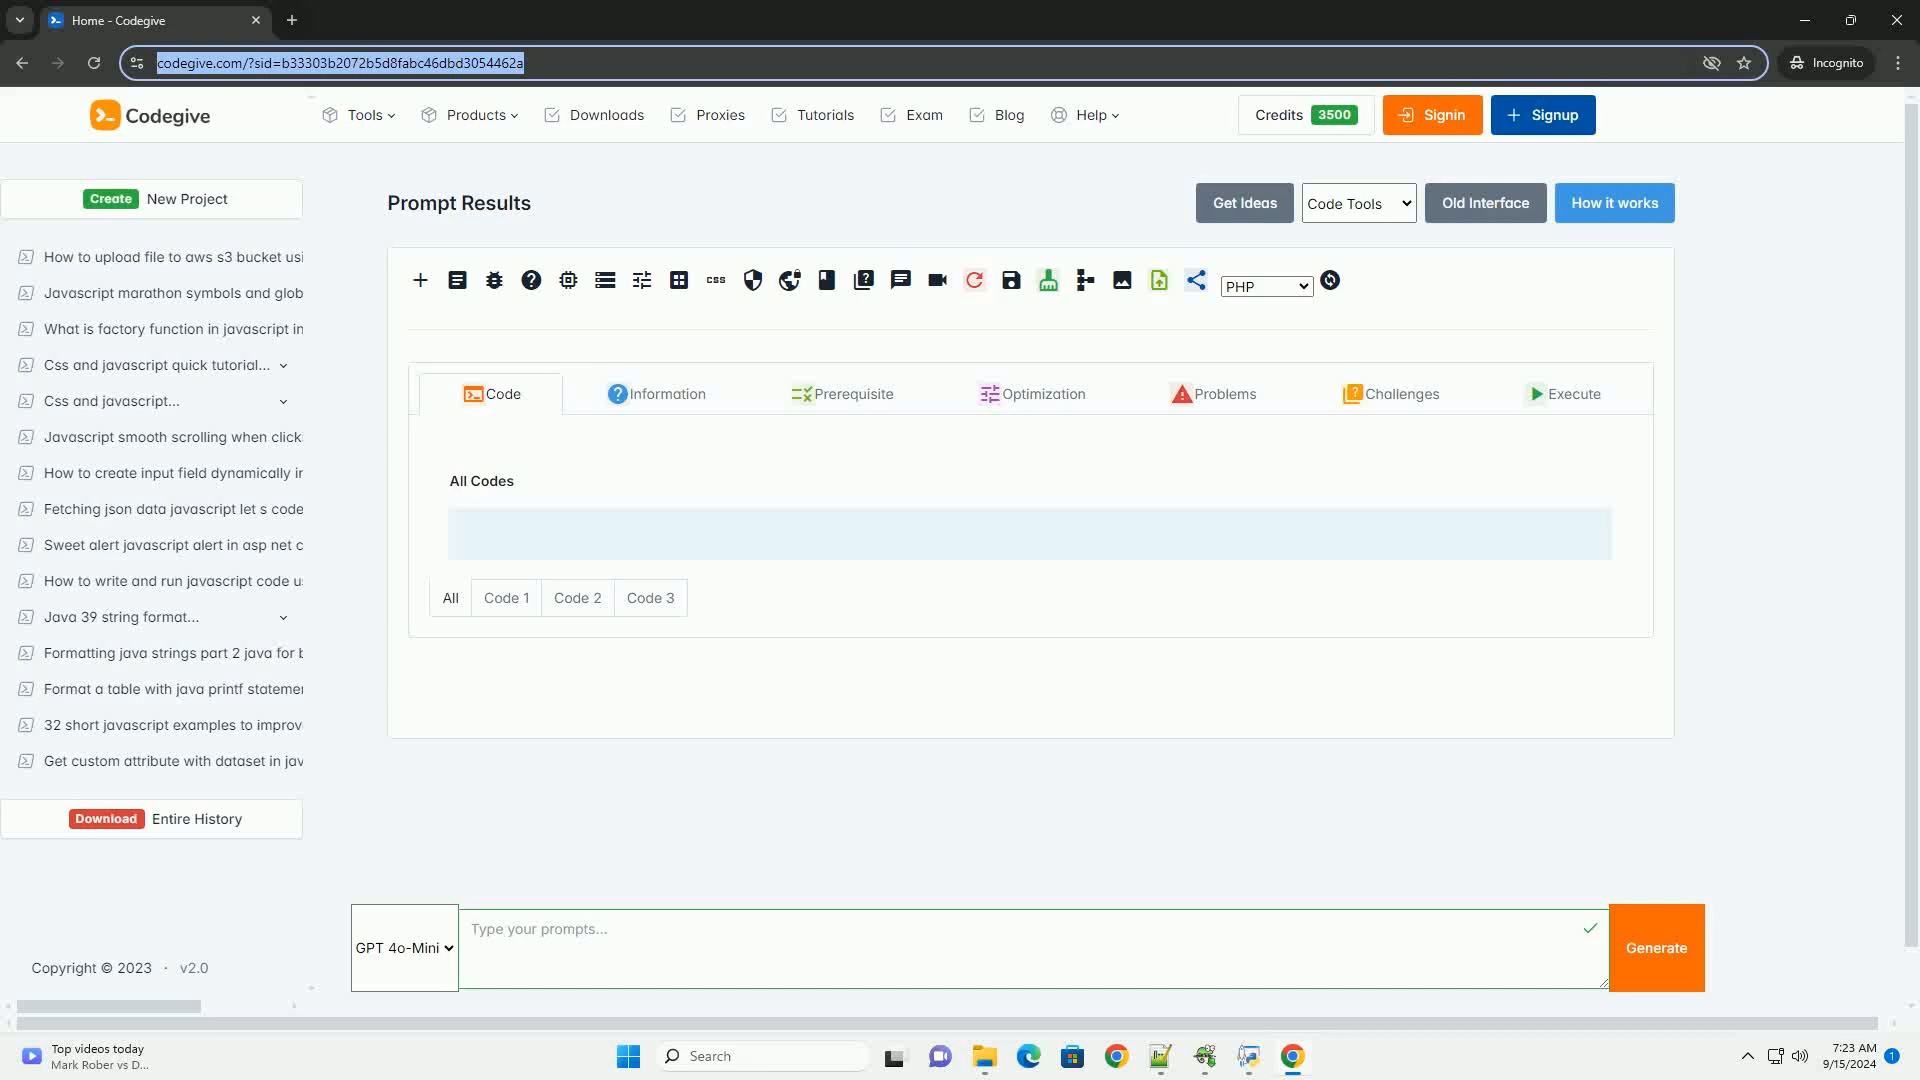 Home - Codegive
codegive.com/?sid=b33303b2072b5d8fabc46dbd3054462a
Incognito
Codegive
Tools
Products
Downloads
Proxies
Tutorials
Exam
Blog
Help
Credits 3500
Signin
Signup
Create New Project
How to upload file to aws s3 bucket usi
Javascript marathon symbols and glob
What is factory function in javascript in
Css and javascript quick tutorial...
Css and javascript...
Javascript smooth scrolling when click
How to create input field dynamically ir
Fetching json data javascript let s code
Sweet alert javascript alert in asp net c
How to write and run javascript code u
Java 39 string format...
Formatting java strings part 2 java for b
Format a table with java printf statemer
32 short javascript examples to improv
Get custom attribute with dataset in jav
Download Entire History
Copyright © 2023 · v2.0
Prompt Results
Get Ideas
Code Tools
Old Interface
How it works
css
PHP
Code
Information
Prerequisite
Optimization
Problems
Challenges
Execute
All Codes
All
Code 1
Code 2
Code 3
GPT 4o-Mini
Type your prompts...
Generate
Top videos today
Mark Rober vs D...
Search
7:23 AM
9/15/2024
1